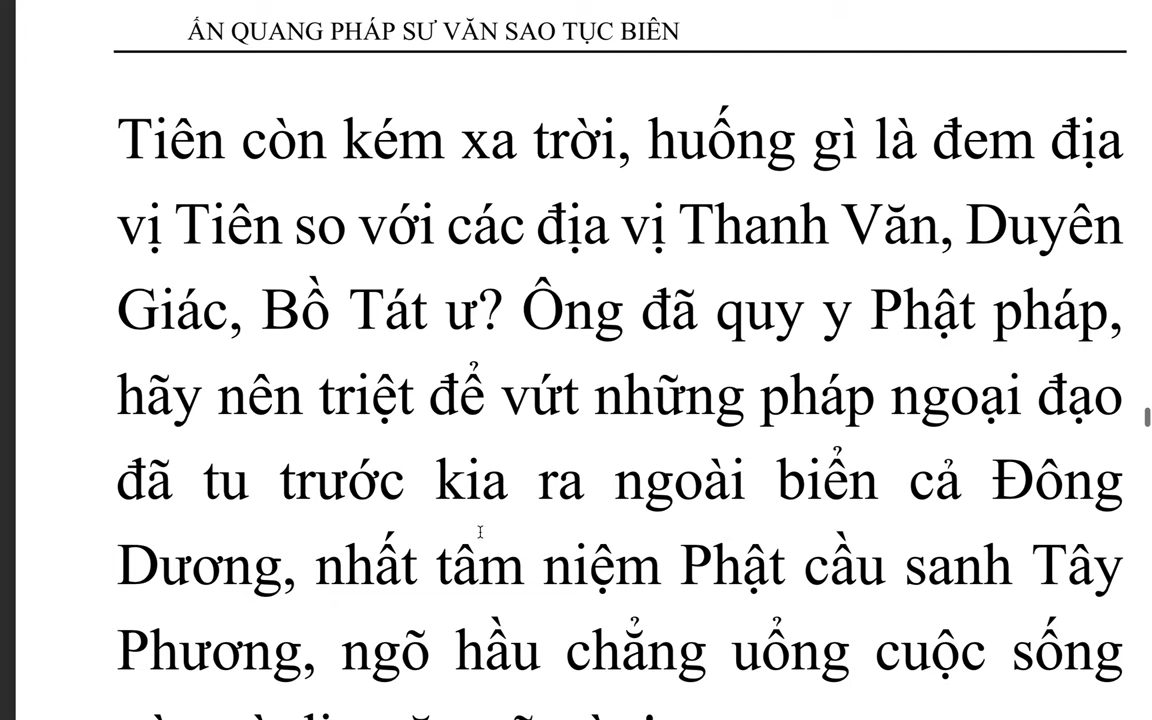 ẤN QUANG PHÁP SƯ VĂN SAO TỤC BIÊN
Tiên còn kém xa trời, huống gì là đem địa
vị Tiên so với các địa vị Thanh Văn, Duyên
Giác, Bồ Tát ư? Ông đã quy y Phật pháp,
hãy nên triệt để vứt những pháp ngoại đạo
đã tu trước kia ra ngoài biển cả Đông
Dương, nhất tâm niệm Phật cầu sanh Tây
Phương, ngõ hầu chẳng uổng cuộc sống